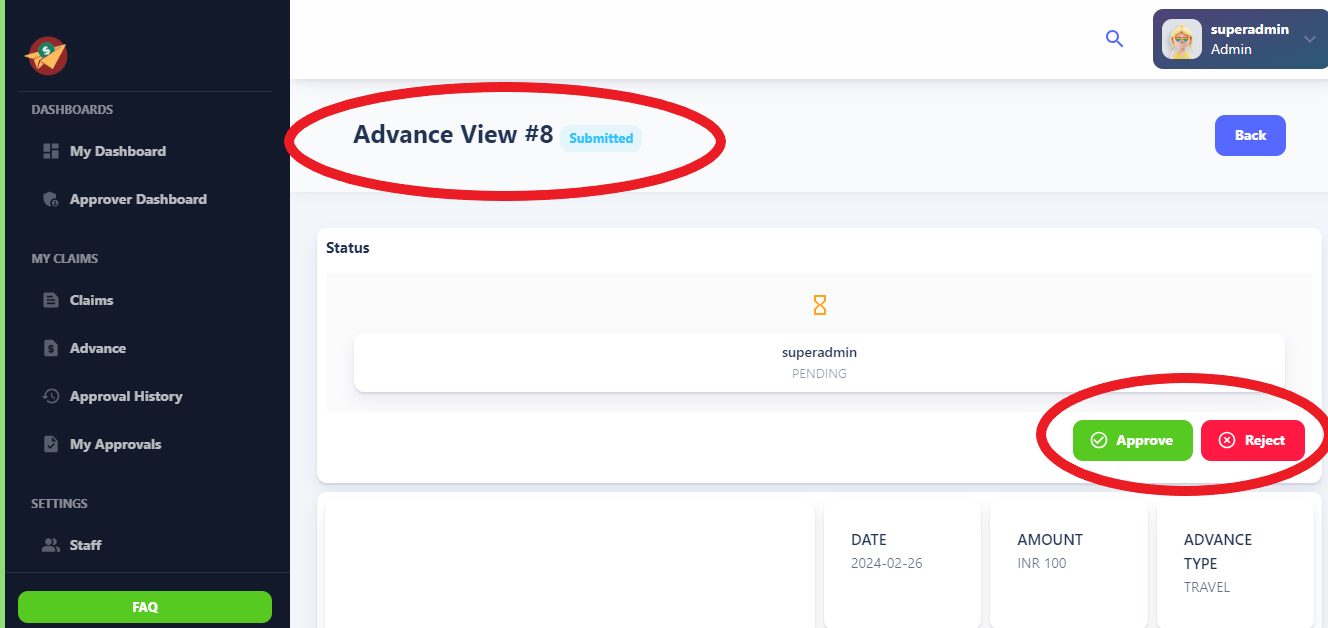 superadmin
Admin
DASHBOARDS
My Dashboard
Approver Dashboard
MY CLAIMS
Claims
Advance
Approval History
My Approvals
SETTINGS
Staff
FAQ
Advance View #8 Submitted
Back
Status
superadmin
PENDING
Approve
Reject
DATE
2024-02-26
AMOUNT
INR 100
ADVANCE
TYPE
TRAVEL